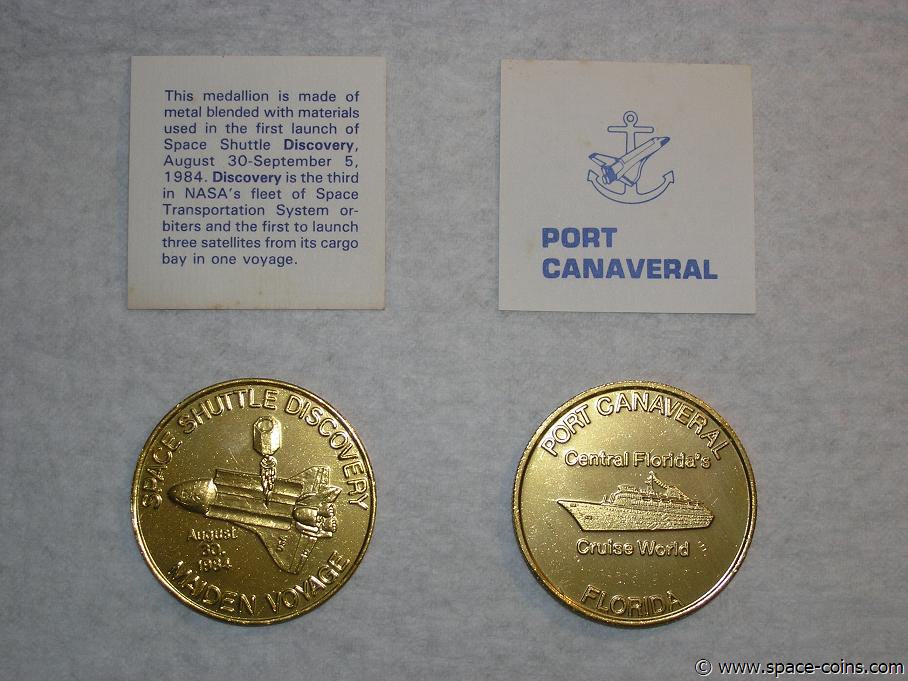 This medallion is made of
metal blended with materials
used in the first launch of
Space Shuttle Discovery,
August 30-September 5,
1984. Discovery is the third
in NASA's fleet of Space
Transportation System or-
biters and the first to launch
three satellites from its cargo
bay in one voyage.
PORT
CANAVERAL
SPACE SHUTTLE DISCOVERY
August
30,
1984
MAIDEN VOYAGE
PORT CANAVERAL
Central Florida's
Cruise World
FLORIDA
© www.space-coins.com